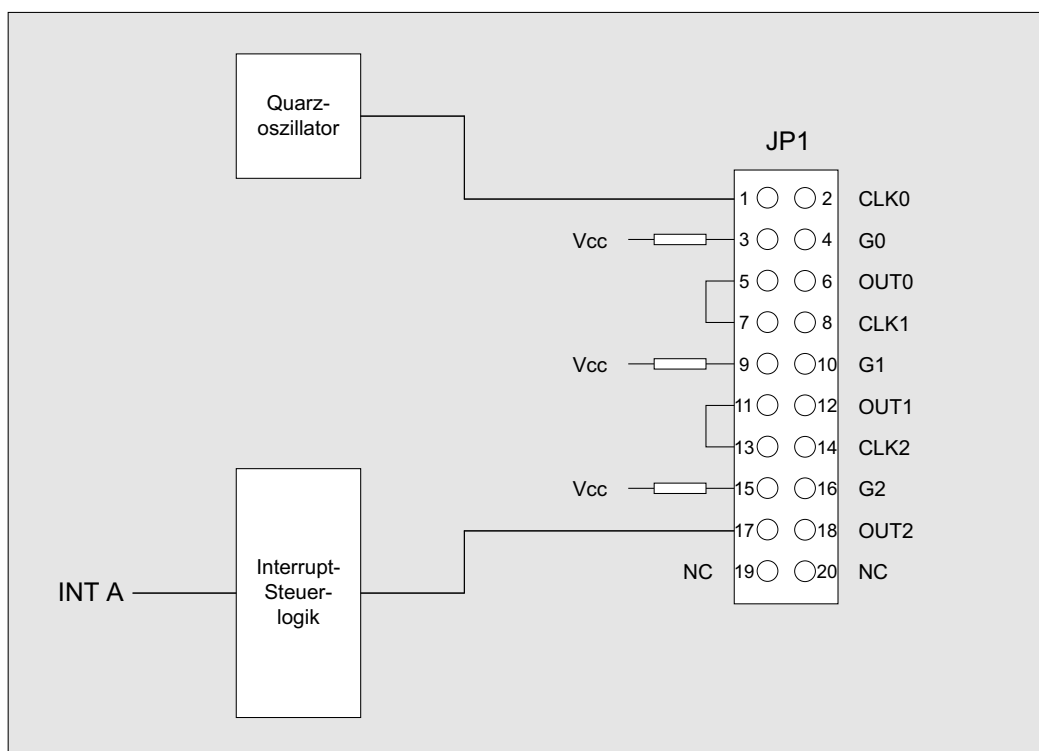 Quarz-
oszillator
JP1
1 2 CLK0
Vcc 3 4 G0
5 6 OUT0
7 8 CLK1
Vcc 9 10 G1
11 12 OUT1
13 14 CLK2
Vcc 15 16 G2
17 18 OUT2
NC 19 20 NC
INT A
Interrupt-
Steuer-
logik